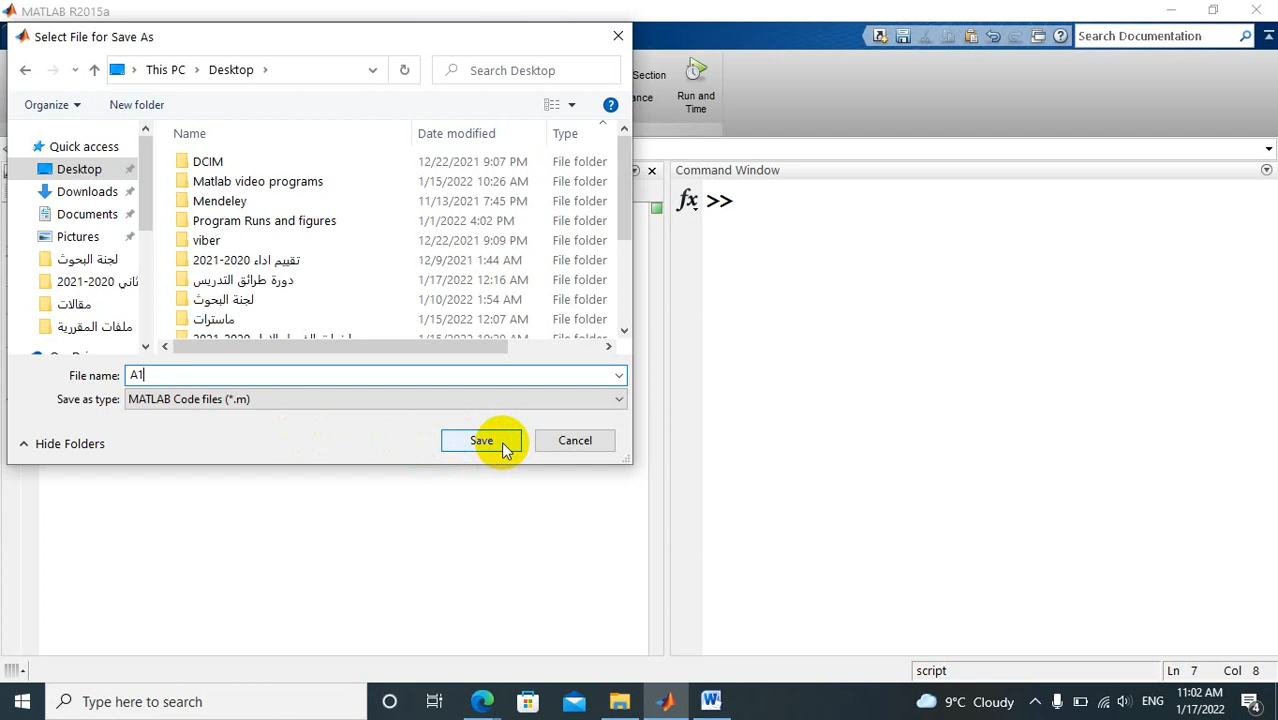 MATLAB R2015a
Select File for Save As
This PC
Desktop
Search Desktop
Search Documentation
Section
Run and
Time
Organize
New folder
Name
Date modified
Type
Quick access
Desktop
Downloads
Documents
Pictures
لجنة البحوث
ثاني 2020-2021
مقالات
ملفات المقررية
DCIM 12/22/2021 9:07 PM File folder
Matlab video programs 1/15/2022 10:26 AM File folder
Mendeley 11/13/2021 7:45 PM File folder
Program Runs and figures 1/1/2022 4:02 PM File folder
viber 12/22/2021 9:09 PM File folder
تقييم اداء 2020-2021 12/9/2021 1:44 AM File folder
دورة طرائق التدريس 1/17/2022 12:16 AM File folder
لجنة البحوث 1/10/2022 1:54 AM File folder
ماسترات 1/15/2022 12:07 AM File folder
File name: A1
Save as type: MATLAB Code files (*.m)
Hide Folders
Save
Cancel
Command Window
fx >>
script
Ln 7 Col 8
Type here to search
9°C Cloudy
ENG
11:02 AM
1/17/2022
4